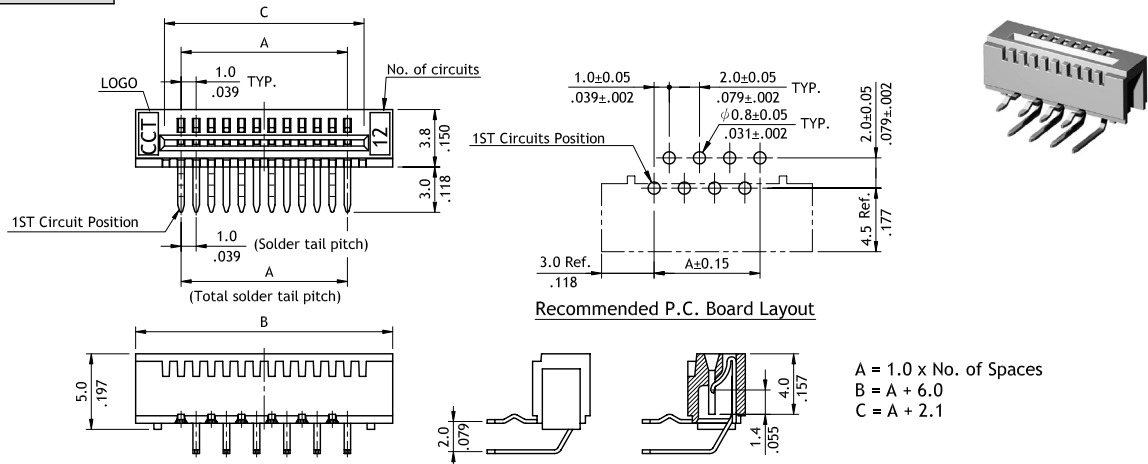 C
A
1.0
.039
TYP.
LOGO
No. of circuits
CCT
12
3.8
.150
3.0
.118
1ST Circuit Position
1.0
.039
(Solder tail pitch)
A
(Total solder tail pitch)
1.0±0.05
.039±.002
2.0±0.05
.079±.002
TYP.
ϕ0.8±0.05
.031±.002
TYP.
2.0±0.05
.079±.002
1ST Circuits Position
4.5 Ref.
.177
3.0 Ref.
.118
A±0.15
Recommended P.C. Board Layout
B
5.0
.197
2.0
.079
4.0
.157
1.4
.055
A = 1.0 x No. of Spaces
B = A + 6.0
C = A + 2.1